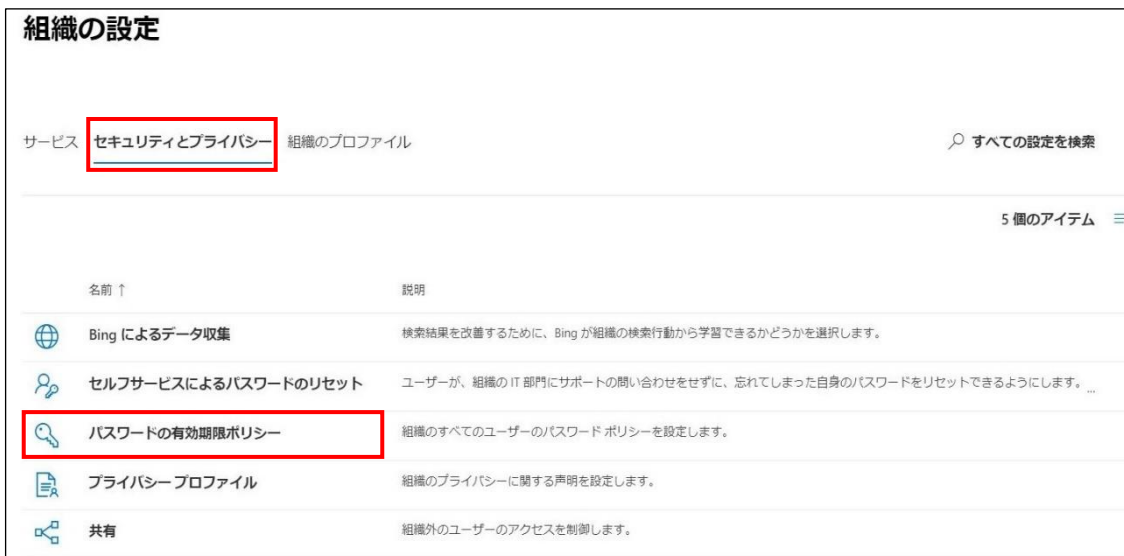 組織の設定
サービス セキュリティとプライバシー 組織のプロファイル すべての設定を検索
5 個のアイテム
名前 ↑ 説明
Bing によるデータ収集 検索結果を改善するために、Bing が組織の検索行動から学習できるかどうかを選択します。
セルフサービスによるパスワードのリセット ユーザーが、組織の IT 部門にサポートの問い合わせをせずに、忘れてしまった自身のパスワードをリセットできるようにします。...
パスワードの有効期限ポリシー 組織のすべてのユーザーのパスワード ポリシーを設定します。
プライバシー プロファイル 組織のプライバシーに関する声明を設定します。
共有 組織外のユーザーのアクセスを制御します。